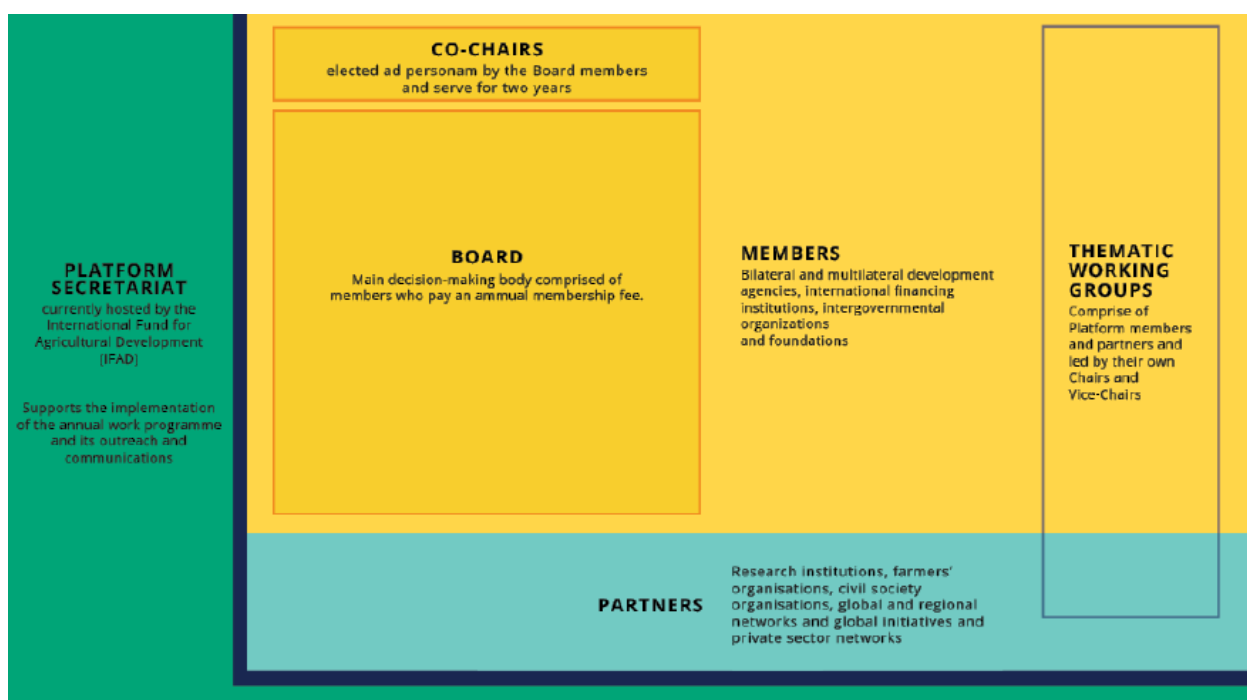 CO-CHAIRS
elected ad personam by the Board members
and serve for two years
PLATFORM
SECRETARIAT
currently hosted by the
International Fund for
Agricultural Development
(IFAD)
Supports the implementation
of the annual work programme
and its outreach and
communications
BOARD
Main decision-making body comprised of
members who pay an ammual membership fee.
MEMBERS
Bilateral and multilateral development
agencies, international financing
institutions, intergovernmental
organizations
and foundations
THEMATIC
WORKING
GROUPS
Comprise of
Platform members
and partners and
led by their own
Chairs and
Vice-Chairs
PARTNERS
Research institutions, farmers'
organisations, civil society
organisations, global and regional
networks and global initiatives and
private sector networks